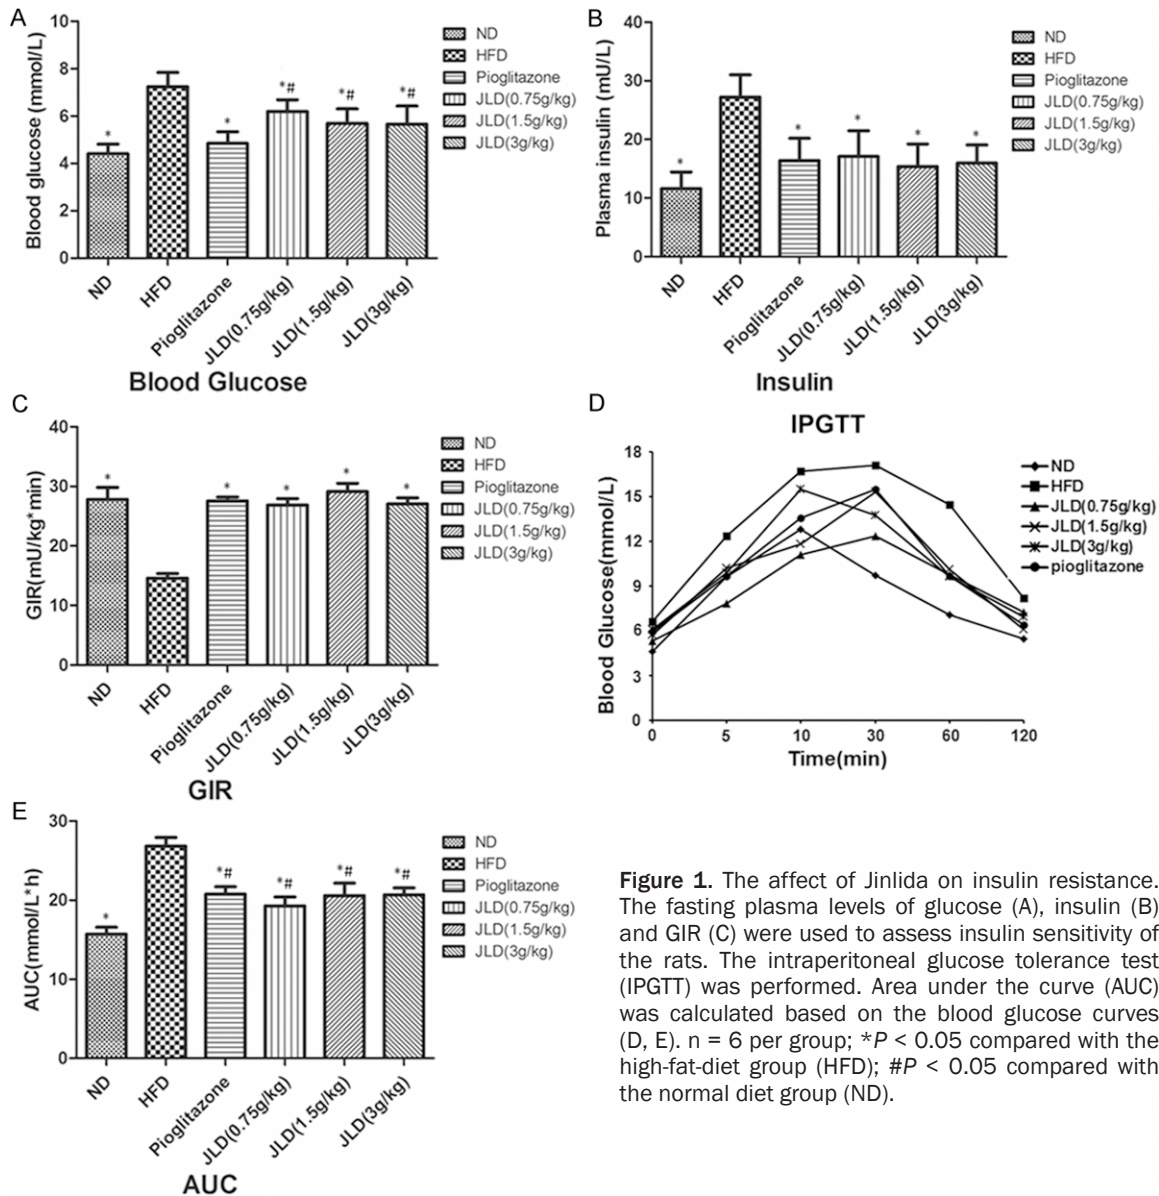 A
Blood glucose (mmol/L)
10
8
6
4
2
0
*
*
*#
*#
*#
ND
HFD
Pioglitazone
JLD(0.75g/kg)
JLD(1.5g/kg)
JLD(3g/kg)
ND
HFD
Pioglitazone
JLD(0.75g/kg)
JLD(1.5g/kg)
JLD(3g/kg)
Blood Glucose
B
Plasma insulin (mU/L)
40
30
20
10
0
*
*
*
*
*
ND
HFD
Pioglitazone
JLD(0.75g/kg)
JLD(1.5g/kg)
JLD(3g/kg)
ND
HFD
Pioglitazone
JLD(0.75g/kg)
JLD(1.5g/kg)
JLD(3g/kg)
Insulin
C
GIR(mU/kg*min)
40
30
20
10
0
*
*
*
*
*
ND
HFD
Pioglitazone
JLD(0.75g/kg)
JLD(1.5g/kg)
JLD(3g/kg)
ND
HFD
Pioglitazone
JLD(0.75g/kg)
JLD(1.5g/kg)
JLD(3g/kg)
GIR
D
IPGTT
Blood Glucose(mmol/L)
18
15
12
9
6
3
0
0
5
10
30
60
120
Time(min)
ND
HFD
JLD(0.75g/kg)
JLD(1.5g/kg)
JLD(3g/kg)
pioglitazone
E
AUC(mmol/L*h)
30
20
10
0
*
*#
*#
*#
*#
ND
HFD
Pioglitazone
JLD(0.75g/kg)
JLD(1.5g/kg)
JLD(3g/kg)
ND
HFD
Pioglitazone
JLD(0.75g/kg)
JLD(1.5g/kg)
JLD(3g/kg)
AUC
Figure 1. The affect of Jinlida on insulin resistance.
The fasting plasma levels of glucose (A), insulin (B)
and GIR (C) were used to assess insulin sensitivity of
the rats. The intraperitoneal glucose tolerance test
(IPGTT) was performed. Area under the curve (AUC)
was calculated based on the blood glucose curves
(D, E). n = 6 per group; *P < 0.05 compared with the
high-fat-diet group (HFD); #P < 0.05 compared with
the normal diet group (ND).